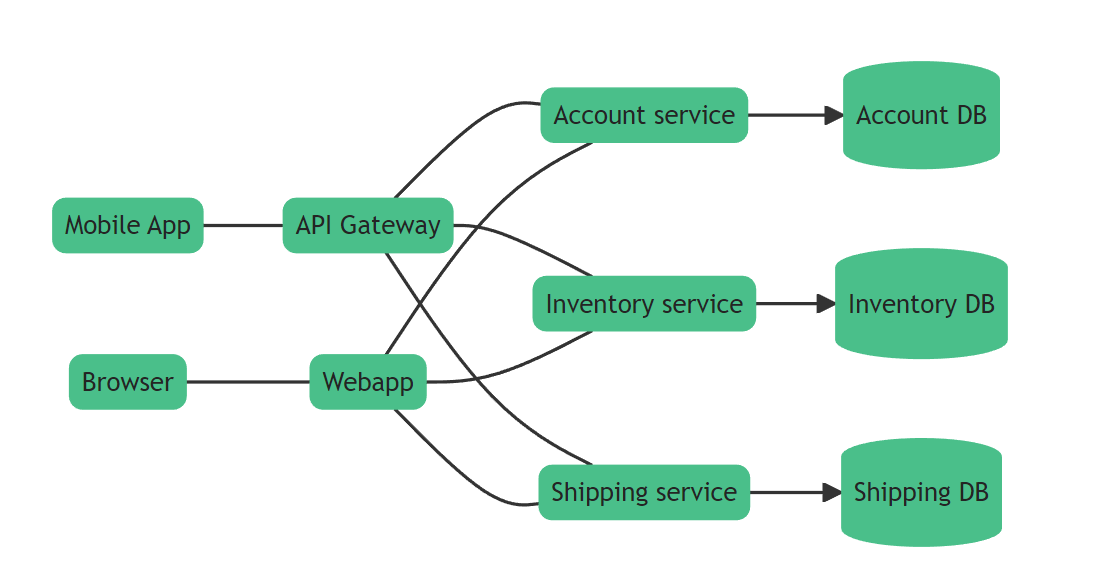 Account service
Account DB
Mobile App
API Gateway
Inventory service
Inventory DB
Browser
Webapp
Shipping service
Shipping DB